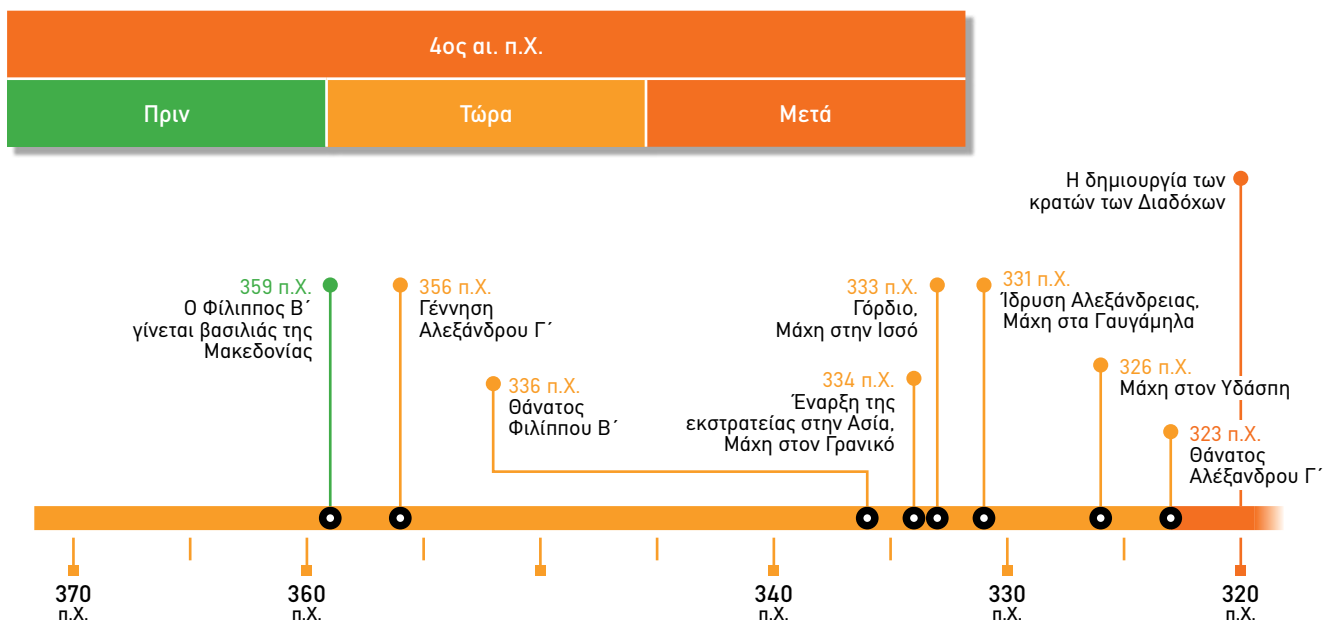 4ος αι. π.Χ.
Πριν
Τώρα
Μετά
Η δημιουργία των
κρατών των Διαδόχων
359 π.Χ.
Ο Φίλιππος Β΄
γίνεται βασιλιάς της
Μακεδονίας
356 π.Χ.
Γέννηση
Αλεξάνδρου Γ΄
336 π.Χ.
Θάνατος
Φιλίππου Β΄
334 π.Χ.
Έναρξη της
εκστρατείας στην Ασία,
Μάχη στον Γρανικό
333 π.Χ.
Γόρδιο,
Μάχη στην Ισσό
331 π.Χ.
Ίδρυση Αλεξάνδρειας,
Μάχη στα Γαυγάμηλα
326 π.Χ.
Μάχη στον Υδάσπη
323 π.Χ.
Θάνατος
Αλέξανδρου Γ΄
370
π.Χ.
360
π.Χ.
340
π.Χ.
330
π.Χ.
320
π.Χ.